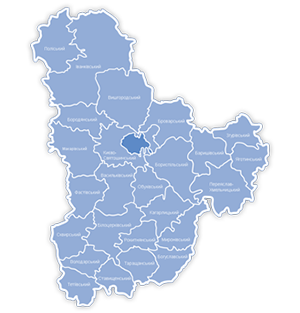 Поліський
Іванківський
Вишгородський
Бородянський
Макарівський
Києво-
Святошинський
Броварський
Баришівський
Згурівський
Яготинський
Бориспільський
Переяслав-
Хмельницький
Васильківський
Обухівський
Фастівський
Кагарлицький
Білоцерківський
Сквирський
Рокитнянський
Миронівський
Богуславський
Володарський
Таращанський
Ставищенський
Тетіївський